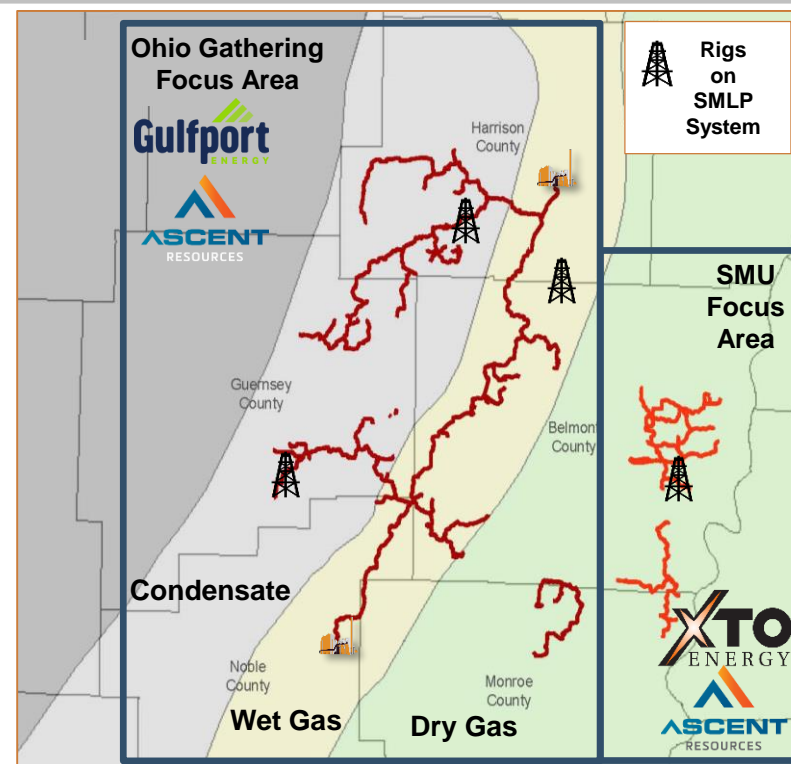 Ohio Gathering
Focus Area
Gulfport
ENERGY
ASCENT
RESOURCES
Harrison
County
Rigs
on
SMLP
System
SMU
Focus
Area
Guernsey
County
Belmont
County
Condensate
Noble
County
Wet Gas
Monroe
County
Dry Gas
XTO
ENERGY
ASCENT
RESOURCES